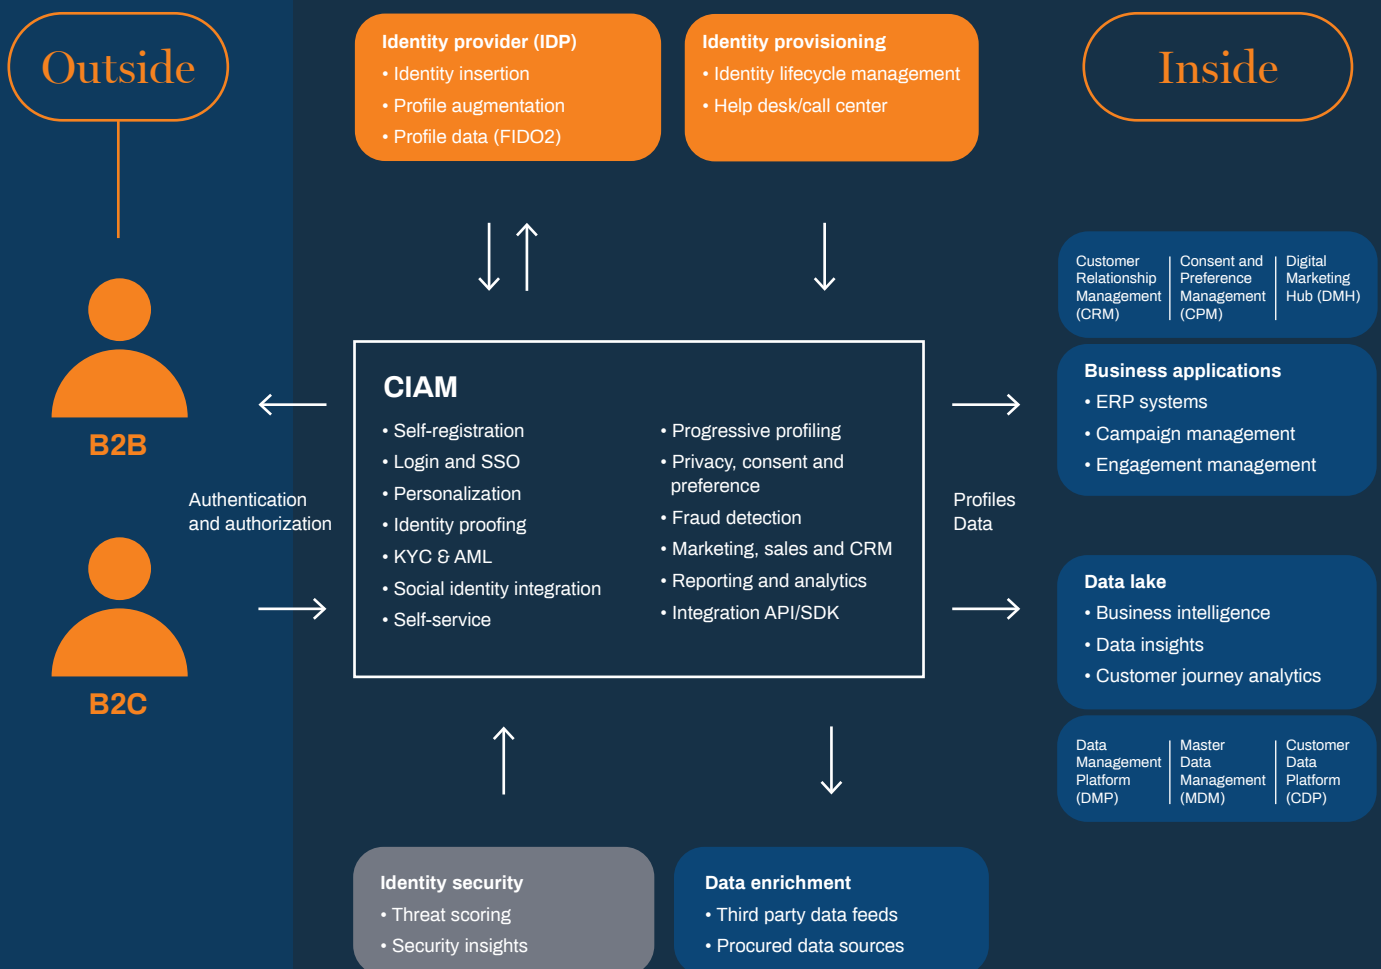 Outside
Identity provider (IDP)
• Identity insertion
• Profile augmentation
• Profile data (FIDO2)
Identity provisioning
• Identity lifecycle management
• Help desk/call center
Inside
B2B
Authentication
and authorization
B2C
CIAM
• Self-registration
• Login and SSO
• Personalization
• Identity proofing
• KYC & AML
• Social identity integration
• Self-service
• Progressive profiling
• Privacy, consent and
preference
• Fraud detection
• Marketing, sales and CRM
• Reporting and analytics
• Integration API/SDK
Profiles
Data
Customer
Relationship
Management
(CRM)
Consent and
Preference
Management
(CPM)
Digital
Marketing
Hub (DMH)
Business applications
• ERP systems
• Campaign management
• Engagement management
Data lake
• Business intelligence
• Data insights
• Customer journey analytics
Data
Management
Platform
(DMP)
Master
Data
Management
(MDM)
Customer
Data
Platform
(CDP)
Identity security
• Threat scoring
• Security insights
Data enrichment
• Third party data feeds
• Procured data sources